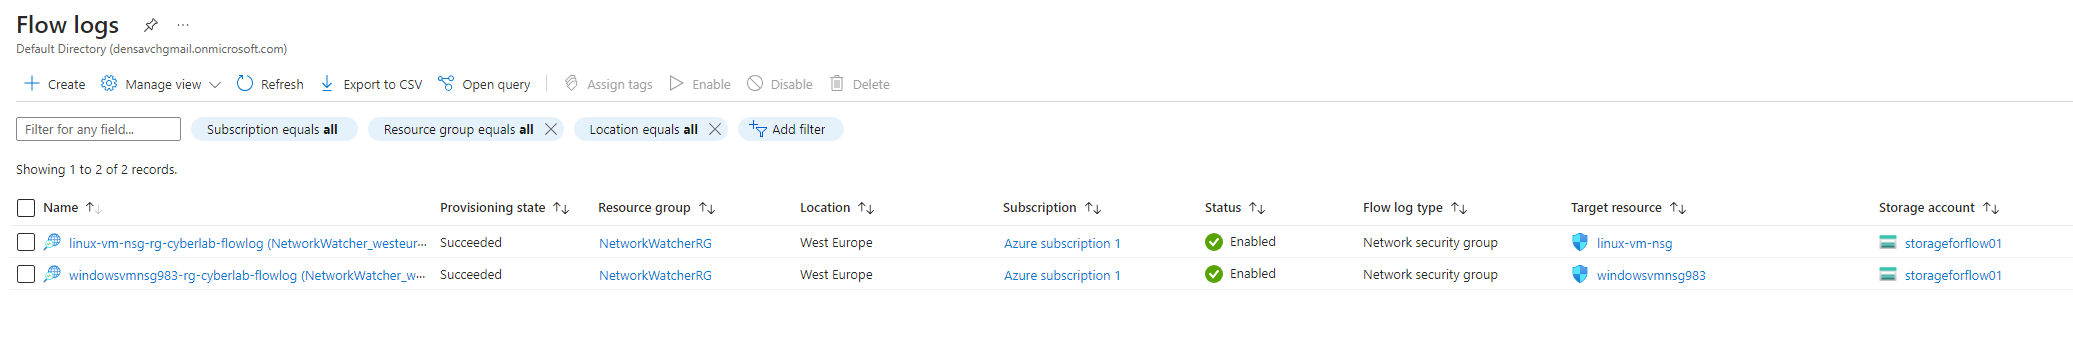 Flow logs
Default Directory (densavchgmail.onmicrosoft.com)
Create Manage view Refresh Export to CSV Open query Assign tags Enable Disable Delete
Filter for any field... Subscription equals all Resource group equals all Location equals all Add filter
Showing 1 to 2 of 2 records.
Name Provisioning state Resource group Location Subscription Status Flow log type Target resource Storage account
linux-vm-nsg-rg-cyberlab-flowlog (NetworkWatcher_westeur... Succeeded NetworkWatcherRG West Europe Azure subscription 1 Enabled Network security group linux-vm-nsg storageforflow01
windowsvmnsg983-rg-cyberlab-flowlog (NetworkWatcher_w... Succeeded NetworkWatcherRG West Europe Azure subscription 1 Enabled Network security group windowsvmnsg983 storageforflow01